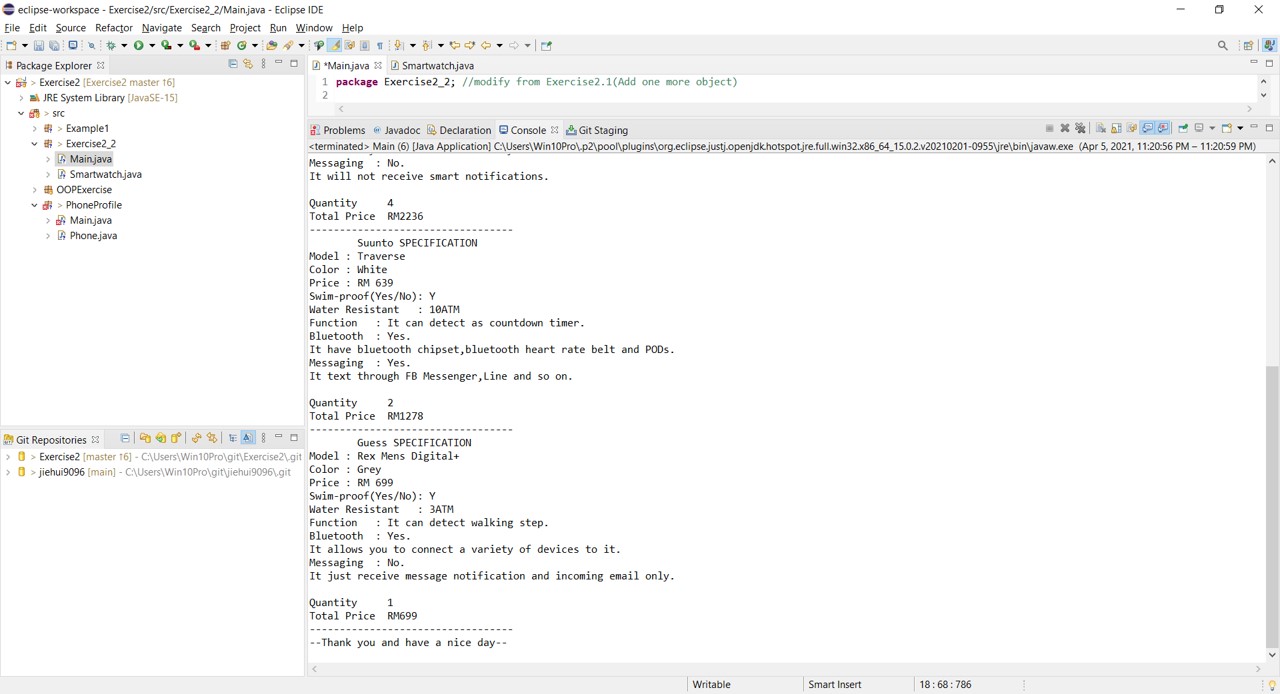 eclipse-workspace - Exercise2/src/Exercise2_2/Main.java - Eclipse IDE
File Edit Source Refactor Navigate Search Project Run Window Help
Package Explorer
> Exercise2 [Exercise2 master ↑6]
JRE System Library [JavaSE-15]
> src
> Example1
> Exercise2_2
Main.java
Smartwatch.java
OOPExercise
> PhoneProfile
Main.java
Phone.java
Git Repositories
> Exercise2 [master ↑6] - C:\Users\Win10Pro\git\Exercise2\.git
> jiehui9096 [main] - C:\Users\Win10Pro\git\jiehui9096\.git
*Main.java Smartwatch.java
1 package Exercise2_2; //modify from Exercise2.1(Add one more object)
2
Problems Javadoc Declaration Console Git Staging
<terminated> Main (6) [Java Application] C:\Users\Win10Pro\.p2\pool\plugins\org.eclipse.justj.openjdk.hotspot.jre.full.win32.x86_64_15.0.2.v20210201-0955\jre\bin\javaw.exe (Apr 5, 2021, 11:20:56 PM – 11:20:59 PM)
Messaging : No.
It will not receive smart notifications.
Quantity 4
Total Price RM2236
----------------------------------
Suunto SPECIFICATION
Model : Traverse
Color : White
Price : RM 639
Swim-proof(Yes/No): Y
Water Resistant : 10ATM
Function : It can detect as countdown timer.
Bluetooth : Yes.
It have bluetooth chipset,bluetooth heart rate belt and PODs.
Messaging : Yes.
It text through FB Messenger,Line and so on.
Quantity 2
Total Price RM1278
----------------------------------
Guess SPECIFICATION
Model : Rex Mens Digital+
Color : Grey
Price : RM 699
Swim-proof(Yes/No): Y
Water Resistant : 3ATM
Function : It can detect walking step.
Bluetooth : Yes.
It allows you to connect a variety of devices to it.
Messaging : No.
It just receive message notification and incoming email only.
Quantity 1
Total Price RM699
----------------------------------
--Thank you and have a nice day--
Writable Smart Insert 18 : 68 : 786